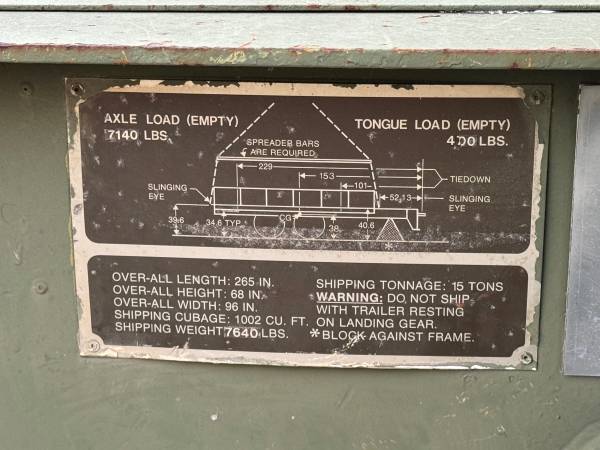 AXLE LOAD (EMPTY)
7140 LBS.
TONGUE LOAD (EMPTY)
LBS.
SPREADER BARS
ARE REQUIRED
229
153
101
TIEDOWN
SLINGING
EYE
52.13
SLINGING
EYE
39.6
34.6 TYP
CG
38
40.6
*
OVER-ALL LENGTH: 265 IN.
OVER-ALL HEIGHT: 68 IN.
OVER-ALL WIDTH: 96 IN.
SHIPPING CUBAGE: 1002 CU. FT.
SHIPPING WEIGHT 7640 LBS.
SHIPPING TONNAGE: 15 TONS
WARNING: DO NOT SHIP
WITH TRAILER RESTING
ON LANDING GEAR.
*BLOCK AGAINST FRAME.